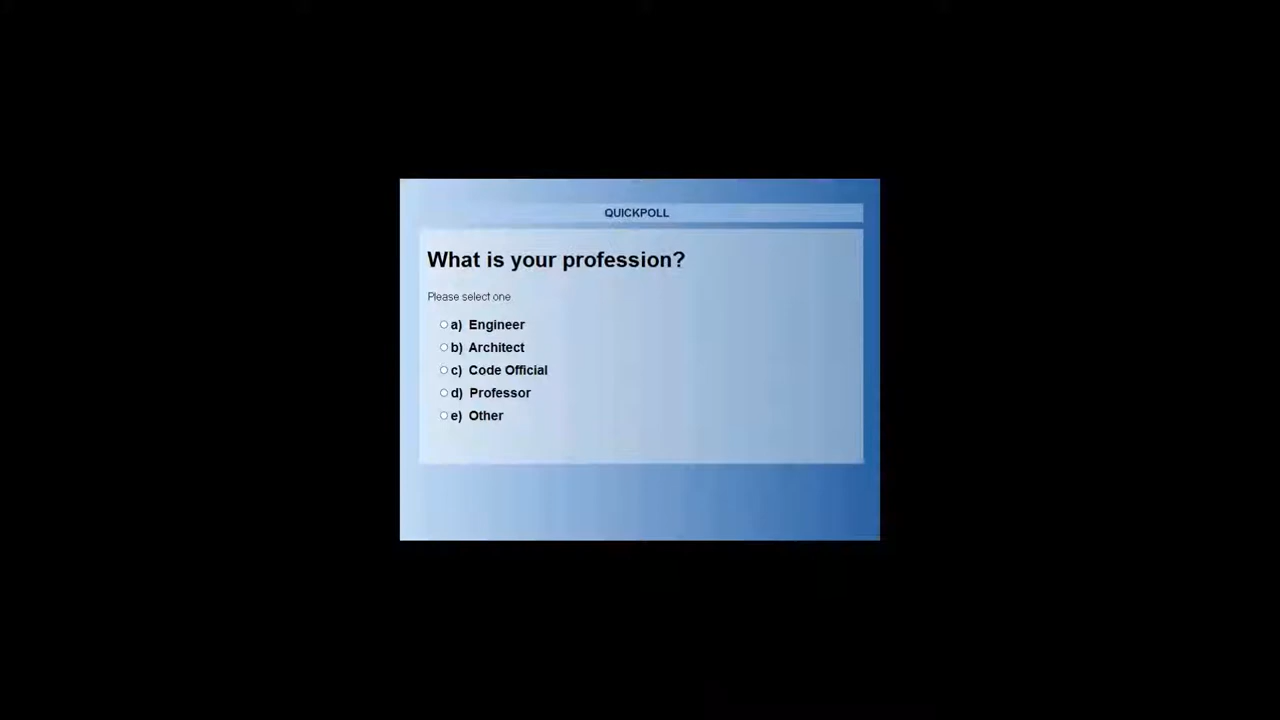 QUICKPOLL
What is your profession?
Please select one
a) Engineer
b) Architect
c) Code Official
d) Professor
e) Other